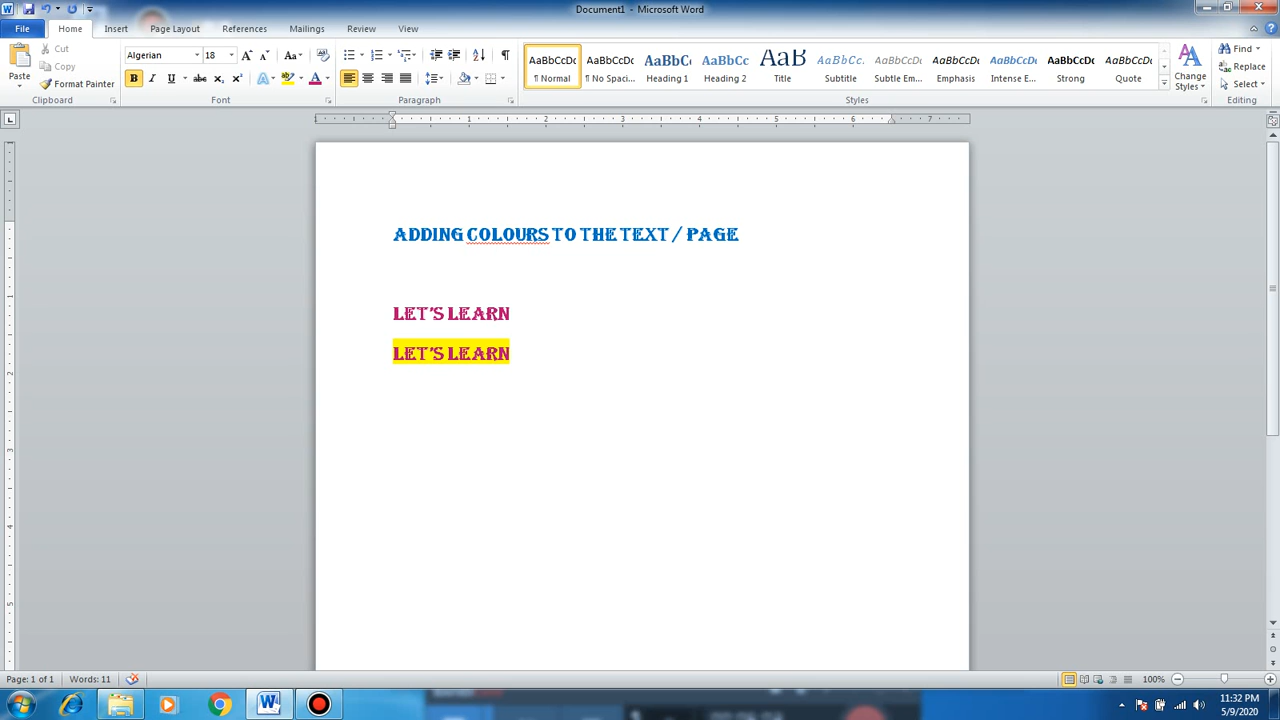 Document1 - Microsoft Word
File Home Insert Page Layout References Mailings Review View
Paste
Cut
Copy
Format Painter
Clipboard
Algerian 18
Font
Paragraph
AaBbCcDc AaBbCcDc AaBbC( AaBbCc AaB AaBbCc. AaBbCcDc AaBbCcDc AaBbCcDc AaBbCcDc AaBbCcDc
¶ Normal ¶ No Spaci... Heading 1 Heading 2 Title Subtitle Subtle Em... Emphasis Intense E... Strong Quote
Styles
Change Styles
Find
Replace
Select
Editing
ADDING COLOURS TO THE TEXT / PAGE
LET'S LEARN
LET'S LEARN
Page: 1 of 1 Words: 11 100%
11:32 PM
5/9/2020